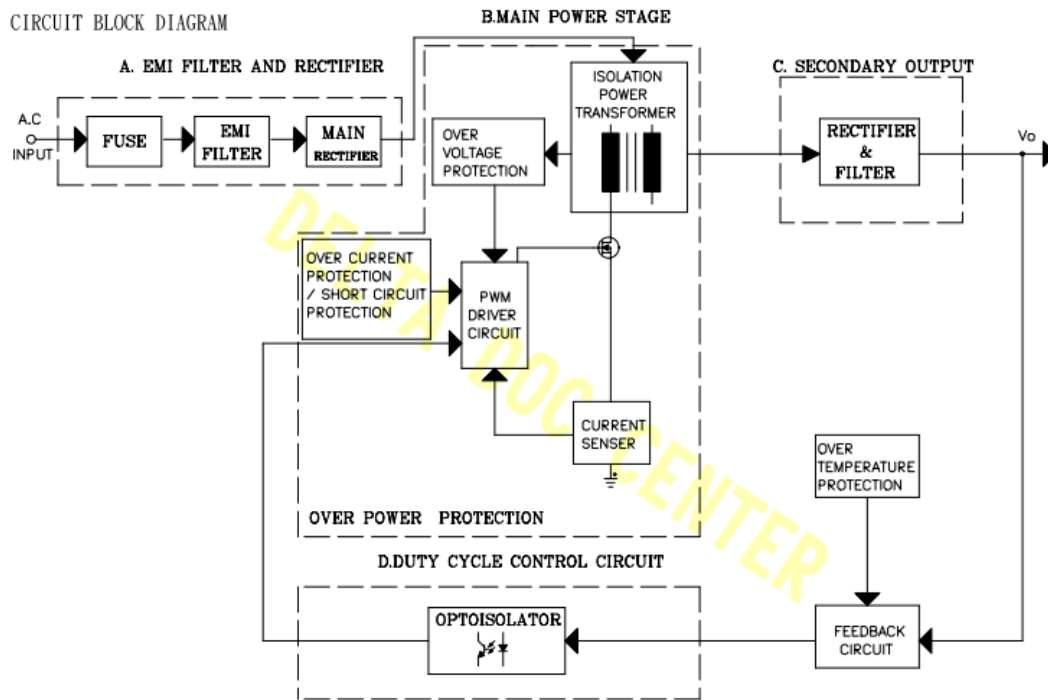 CIRCUIT BLOCK DIAGRAM
B.MAIN POWER STAGE
A. EMI FILTER AND RECTIFIER
C. SECONDARY OUTPUT
A.C
INPUT
FUSE
EMI
FILTER
MAIN
RECTIFIER
OVER
VOLTAGE
PROTECTION
ISOLATION
POWER
TRANSFORMER
RECTIFIER
&
FILTER
Vo
OVER CURRENT
PROTECTION
/ SHORT CIRCUIT
PROTECTION
PWM
DRIVER
CIRCUIT
CURRENT
SENSER
OVER
TEMPERATURE
PROTECTION
OVER POWER PROTECTION
D.DUTY CYCLE CONTROL CIRCUIT
OPTOISOLATOR
FEEDBACK
CIRCUIT
DELTA DOC CENTER